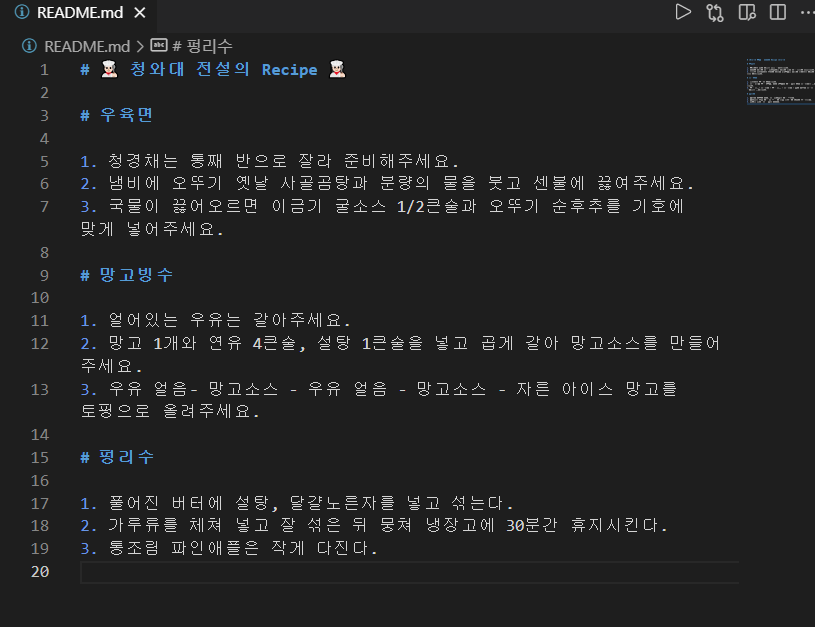 README.md
README.md > # 펑리수
1 # 👨‍🍳 청와대 전설의 Recipe 👨‍🍳
2
3 # 우육면
4
5 1. 청경채는 통째 반으로 잘라 준비해주세요.
6 2. 냄비에 오뚜기 옛날 사골곰탕과 분량의 물을 붓고 센불에 끓여주세요.
7 3. 국물이 끓어오르면 이금기 굴소스 1/2큰술과 오뚜기 순후추를 기호에
맞게 넣어주세요.
8
9 # 망고빙수
10
11 1. 얼어있는 우유는 갈아주세요.
12 2. 망고 1개와 연유 4큰술, 설탕 1큰술을 넣고 곱게 갈아 망고소스를 만들어
주세요.
13 3. 우유 얼음- 망고소스 - 우유 얼음 - 망고소스 - 자른 아이스 망고를
토핑으로 올려주세요.
14
15 # 펑리수
16
17 1. 풀어진 버터에 설탕, 달걀노른자를 넣고 섞는다.
18 2. 가루류를 체쳐 넣고 잘 섞은 뒤 뭉쳐 냉장고에 30분간 휴지시킨다.
19 3. 통조림 파인애플은 작게 다진다.
20